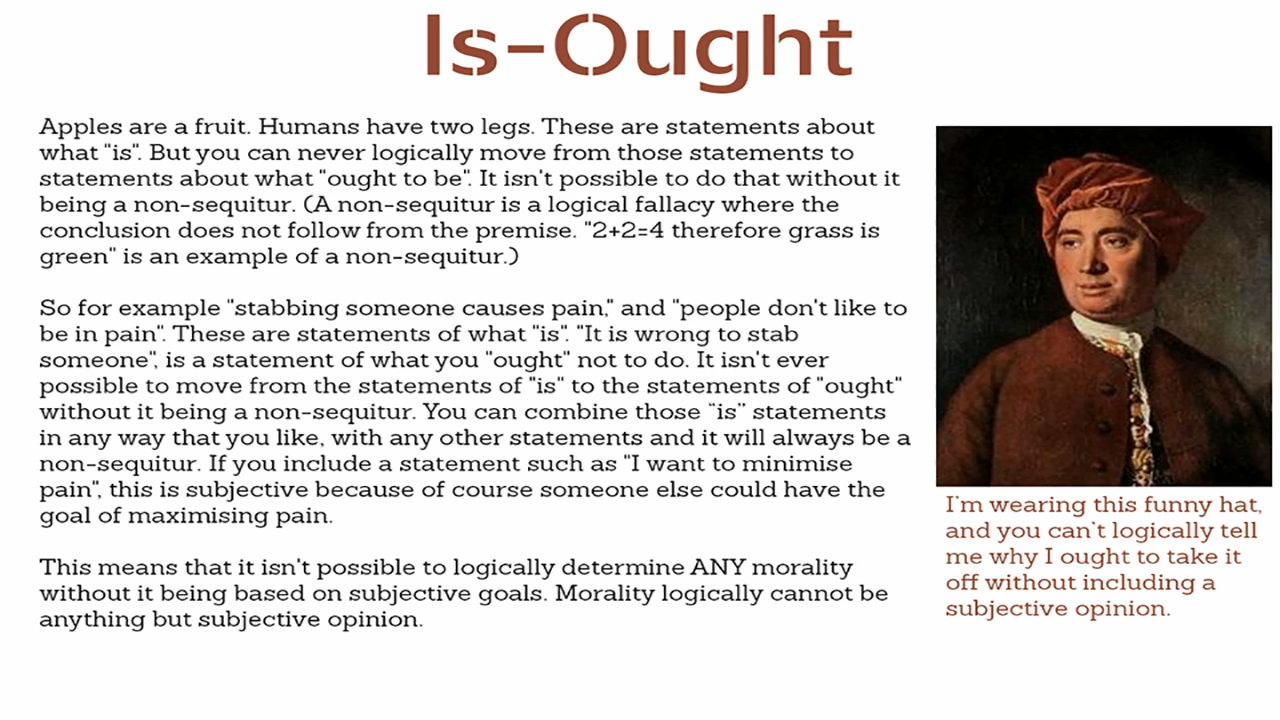 Is-Ought
Apples are a fruit. Humans have two legs. These are statements about
what "is". But you can never logically move from those statements to
statements about what "ought to be". It isn't possible to do that without it
being a non-sequitur. (A non-sequitur is a logical fallacy where the
conclusion does not follow from the premise. "2+2=4 therefore grass is
green" is an example of a non-sequitur.)
So for example "stabbing someone causes pain," and "people don't like to
be in pain". These are statements of what "is". "It is wrong to stab
someone", is a statement of what you "ought" not to do. It isn't ever
possible to move from the statements of "is" to the statements of "ought"
without it being a non-sequitur. You can combine those “is” statements
in any way that you like, with any other statements and it will always be a
non-sequitur. If you include a statement such as "I want to minimise
pain", this is subjective because of course someone else could have the
goal of maximising pain.
This means that it isn't possible to logically determine ANY morality
without it being based on subjective goals. Morality logically cannot be
anything but subjective opinion.
I'm wearing this funny hat,
and you can't logically tell
me why I ought to take it
off without including a
subjective opinion.